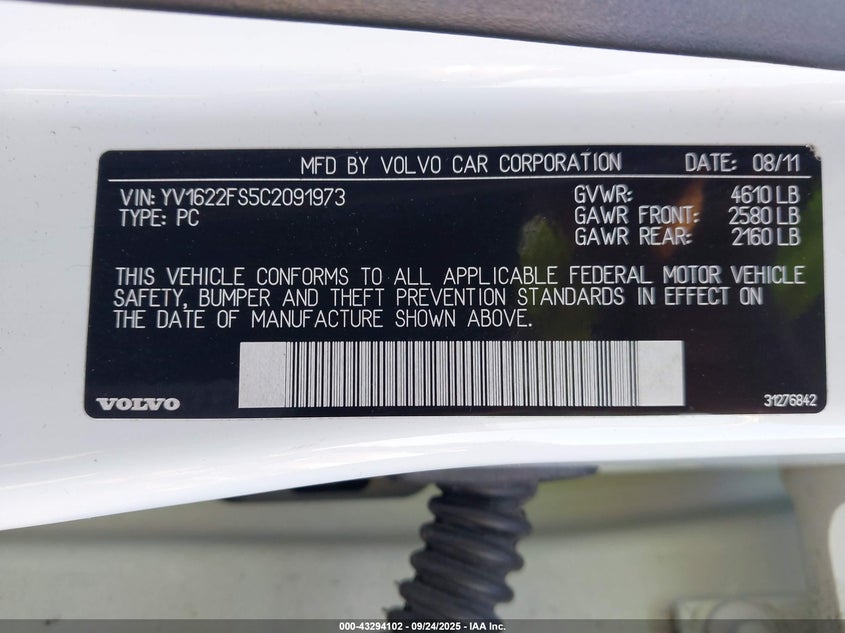 MFD BY VOLVO CAR CORPORATION DATE: 08/11
VIN: YV1622FS5C2091973 GVWR: 4610 LB
TYPE: PC GAWR FRONT: 2580 LB
GAWR REAR: 2160 LB
THIS VEHICLE CONFORMS TO ALL APPLICABLE FEDERAL MOTOR VEHICLE
SAFETY, BUMPER AND THEFT PREVENTION STANDARDS IN EFFECT ON
THE DATE OF MANUFACTURE SHOWN ABOVE.
VOLVO 31276842
000-43294102 - 09/24/2025 - IAA Inc.